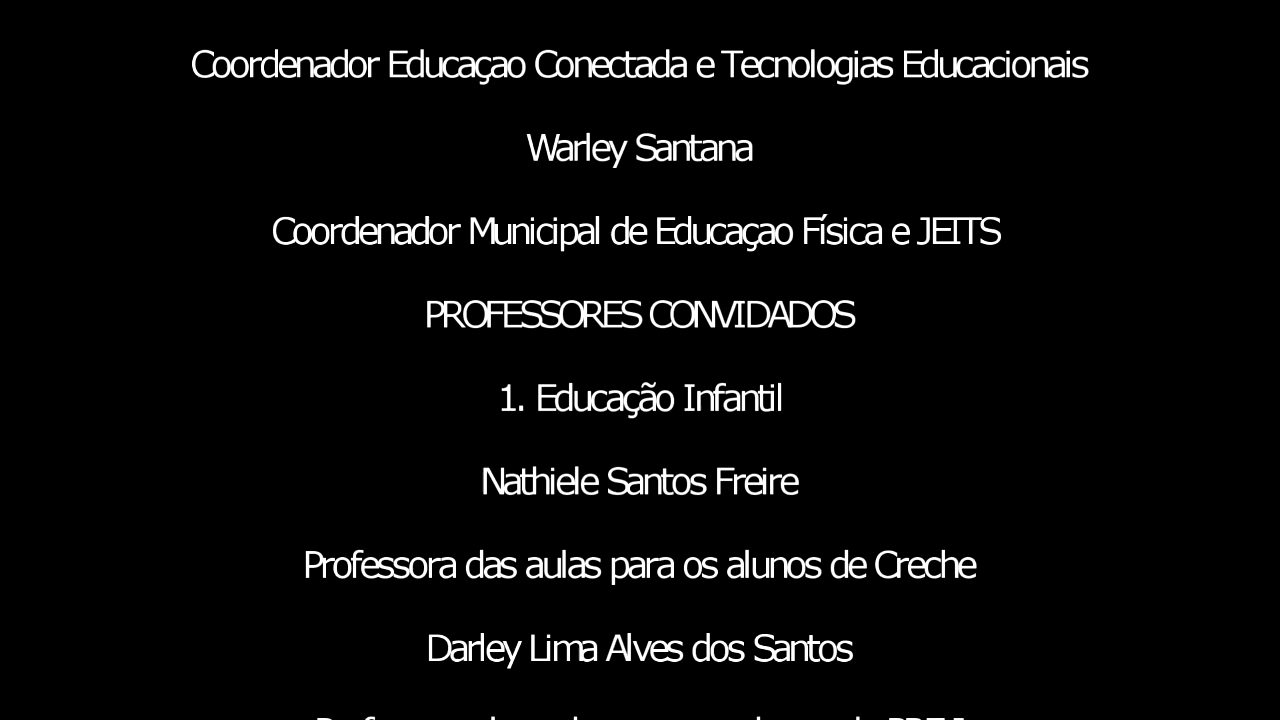 Coordenador Educaçao Conectada e Tecnologias Educacionais
Warley Santana
Coordenador Municipal de Educaçao Física e JEITS
PROFESSORES CONVIDADOS
1. Educação Infantil
Nathiele Santos Freire
Professora das aulas para os alunos de Creche
Darley Lima Alves dos Santos